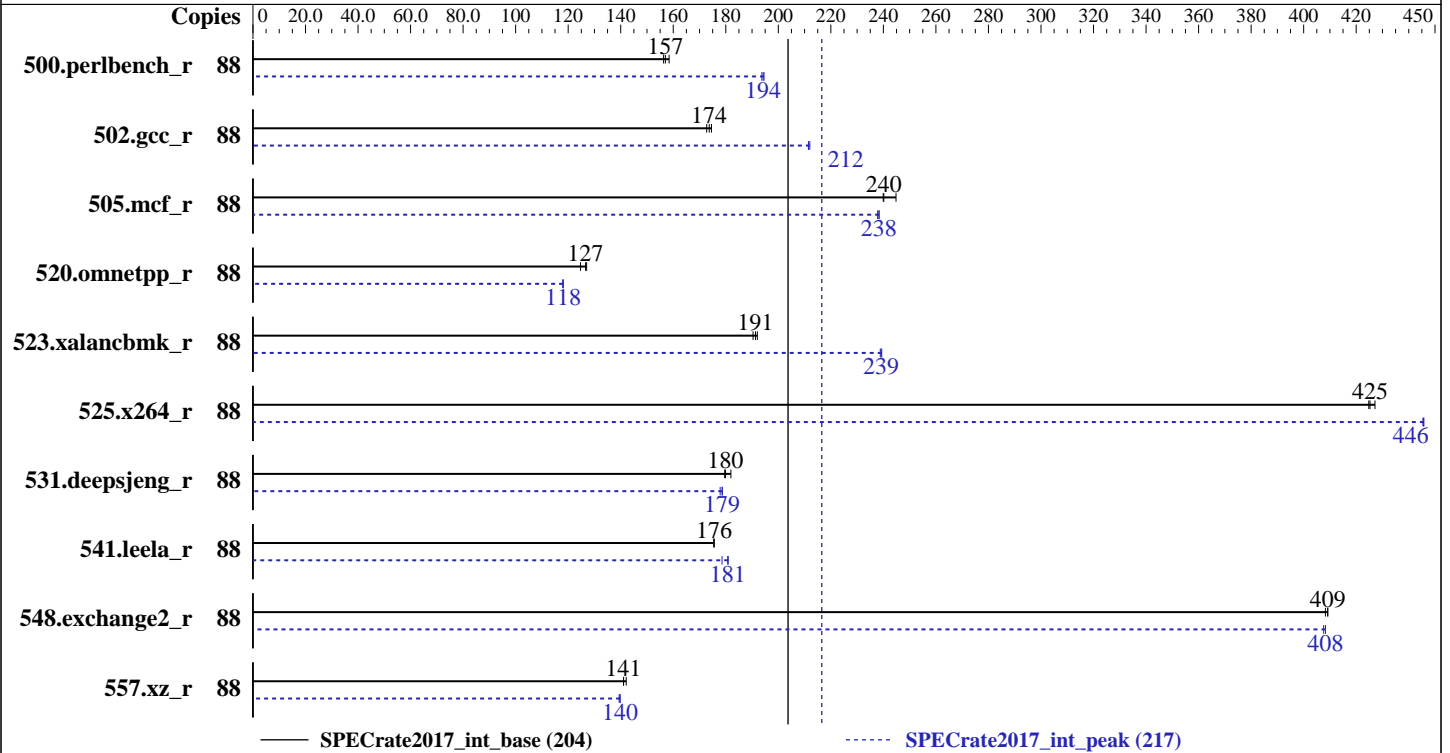 Copies 0 20.0 40.0 60.0 80.0 100 120 140 160 180 200 220 240 260 280 300 320 340 360 380 400 420 450
157
500.perlbench_r 88
194
174
502.gcc_r 88
212
240
505.mcf_r 88
238
127
520.omnetpp_r 88
118
191
523.xalancbmk_r 88
239
425
525.x264_r 88
446
180
531.deepsjeng_r 88
179
176
541.leela_r 88
181
409
548.exchange2_r 88
408
141
557.xz_r 88
140
SPECrate2017_int_base (204) SPECrate2017_int_peak (217)